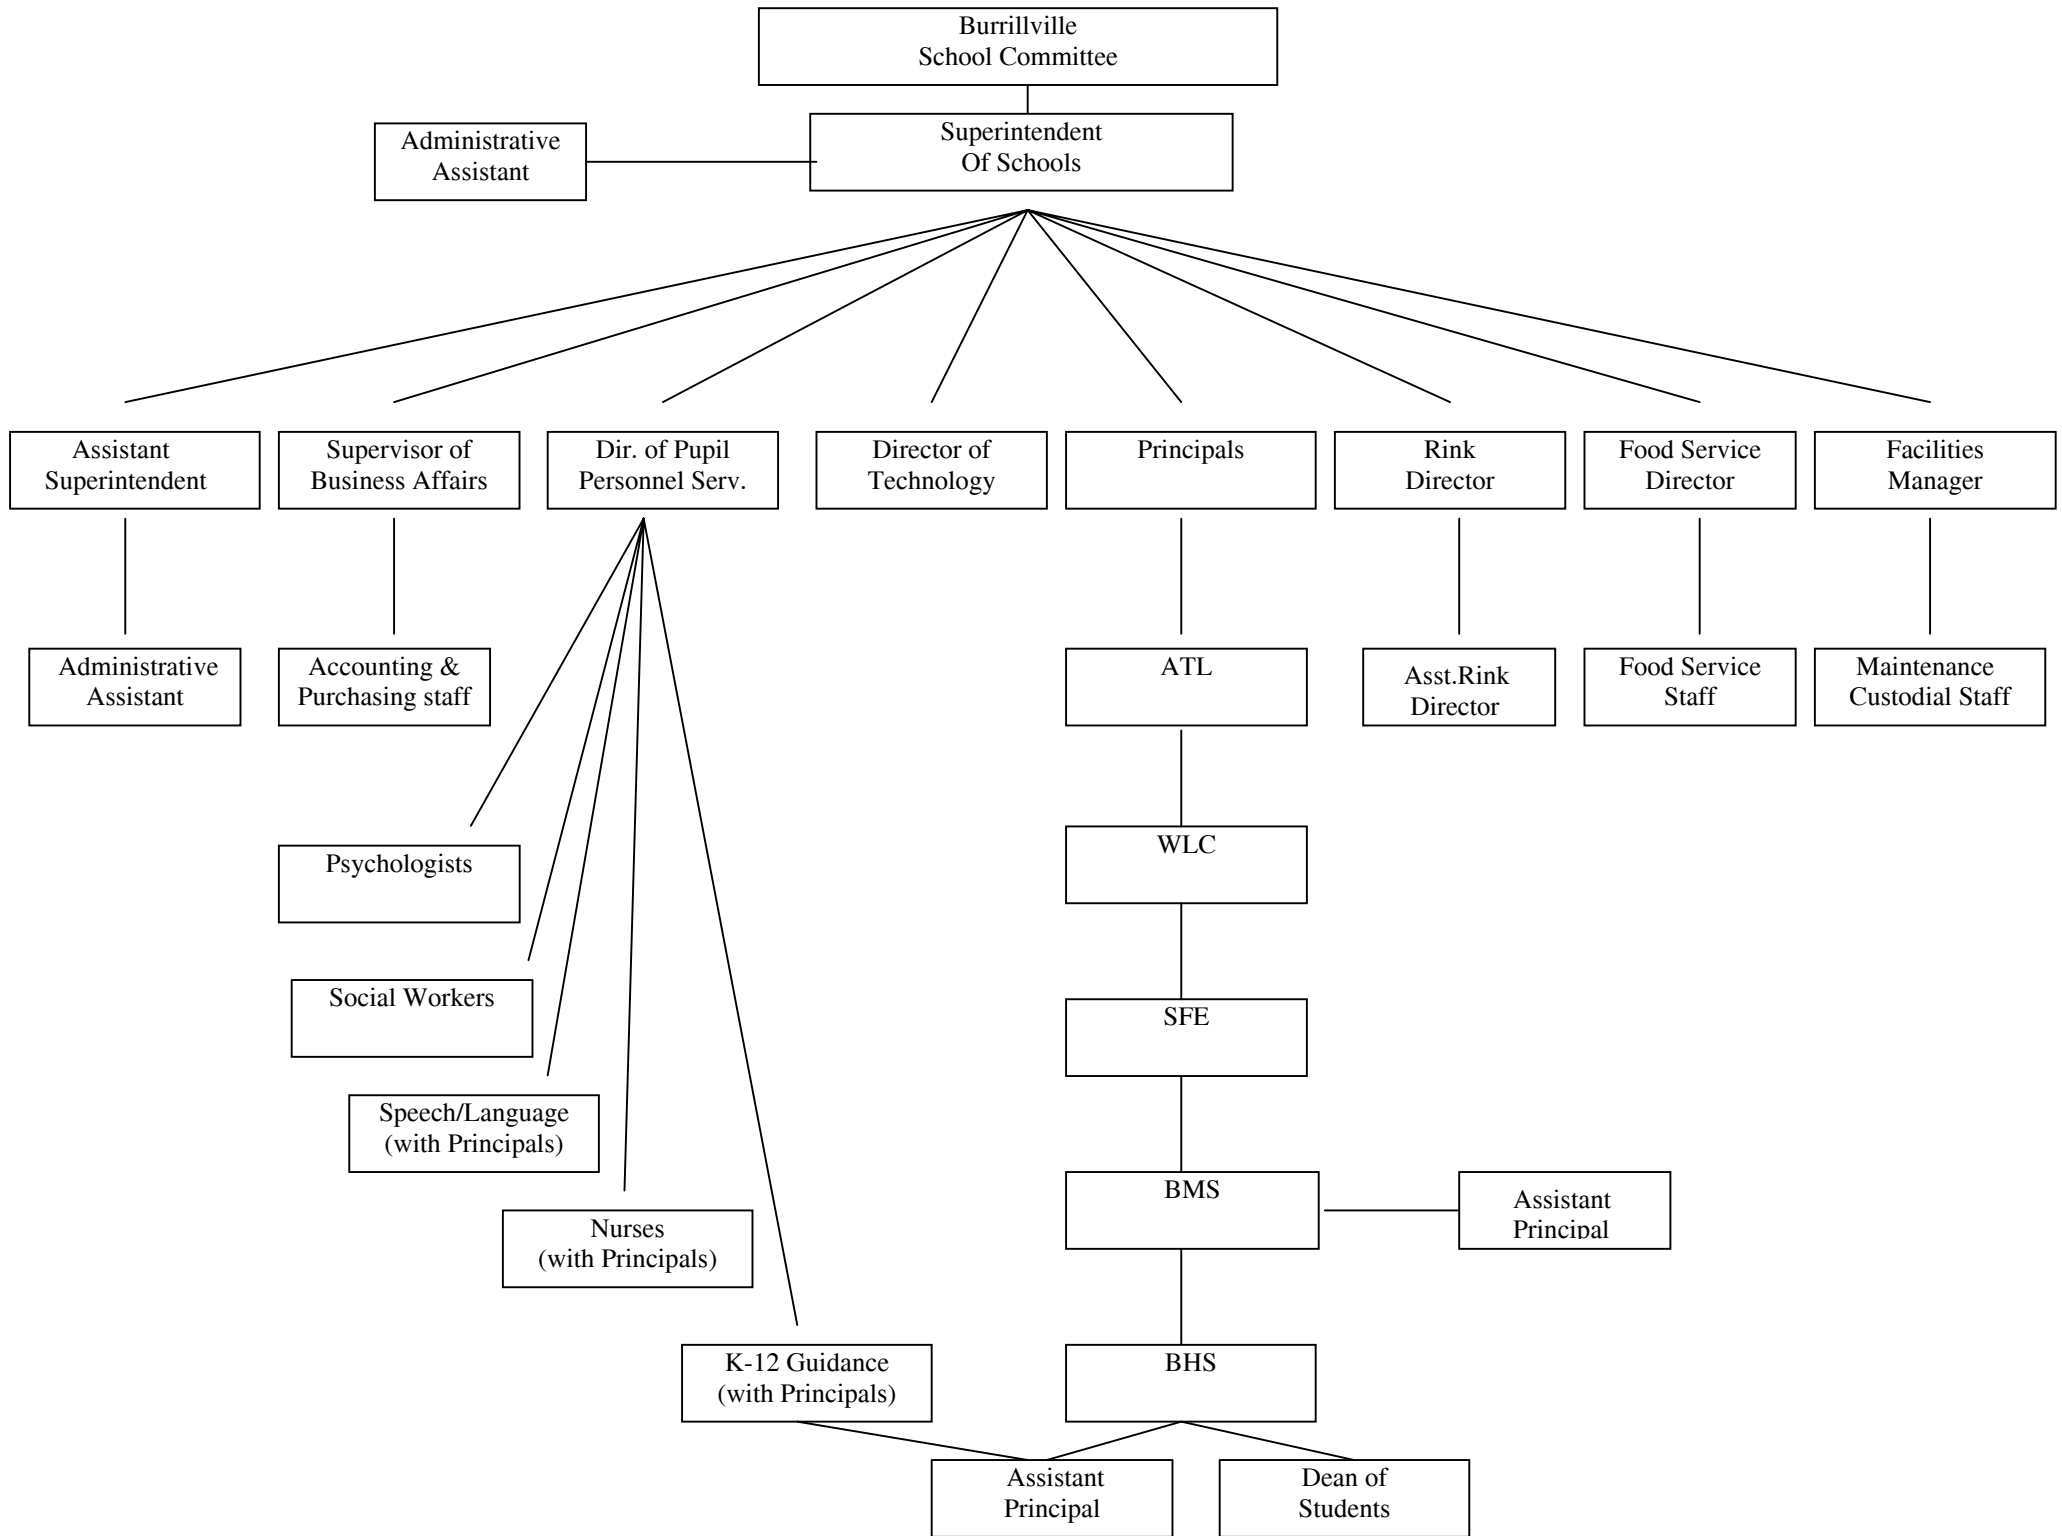 Burrillville
School Committee
Administrative
Assistant
Superintendent
Of Schools
Assistant
Superintendent
Supervisor of
Business Affairs
Dir. of Pupil
Personnel Serv.
Director of
Technology
Principals
Rink
Director
Food Service
Director
Facilities
Manager
Administrative
Assistant
Accounting &
Purchasing staff
ATL
Asst.Rink
Director
Food Service
Staff
Maintenance
Custodial Staff
WLC
Psychologists
Social Workers
SFE
Speech/Language
(with Principals)
BMS
Assistant
Principal
Nurses
(with Principals)
K-12 Guidance
(with Principals)
BHS
Assistant
Principal
Dean of
Students